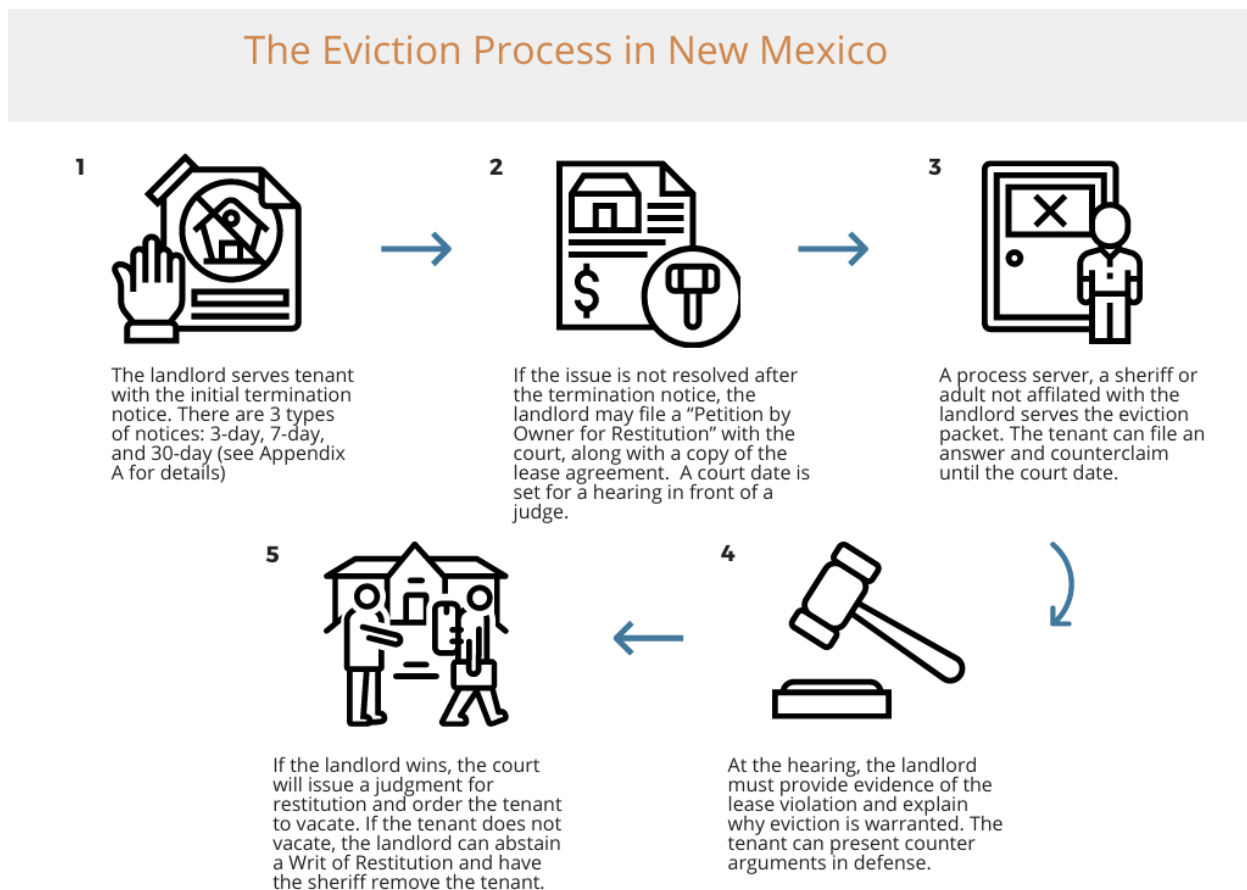 The Eviction Process in New Mexico
1
The landlord serves tenant
with the initial termination
notice. There are 3 types
of notices: 3-day, 7-day,
and 30-day (see Appendix
A for details)
2
$
If the issue is not resolved after
the termination notice, the
landlord may file a “Petition by
Owner for Restitution” with the
court, along with a copy of the
lease agreement.  A court date is
set for a hearing in front of a
judge.
3
A process server, a sheriff or
adult not affilated with the
landlord serves the eviction
packet. The tenant can file an
answer and counterclaim
until the court date.
4
At the hearing, the landlord
must provide evidence of the
lease violation and explain
why eviction is warranted. The
tenant can present counter
arguments in defense.
5
If the landlord wins, the court
will issue a judgment for
restitution and order the tenant
to vacate. If the tenant does not
vacate, the landlord can abstain
a Writ of Restitution and have
the sheriff remove the tenant.